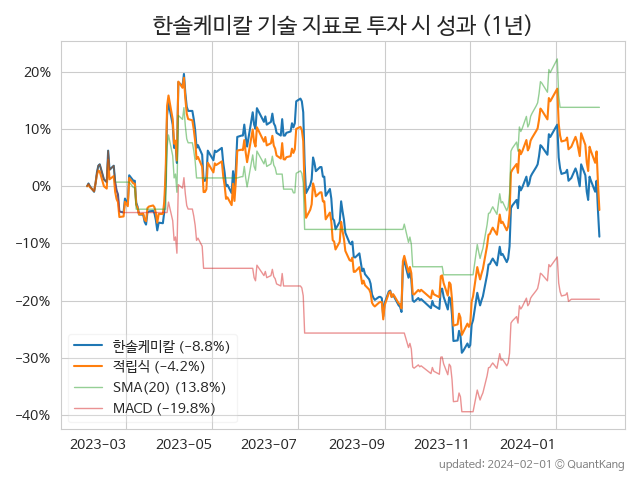 한솔케미칼 기술 지표로 투자 시 성과 (1년)
20%
10%
0%
−10%
−20%
−30%
−40%
한솔케미칼 (−8.8%)
적립식 (−4.2%)
SMA(20) (13.8%)
MACD (−19.8%)
2023-03 2023-05 2023-07 2023-09 2023-11 2024-01
updated: 2024-02-01 © QuantKang